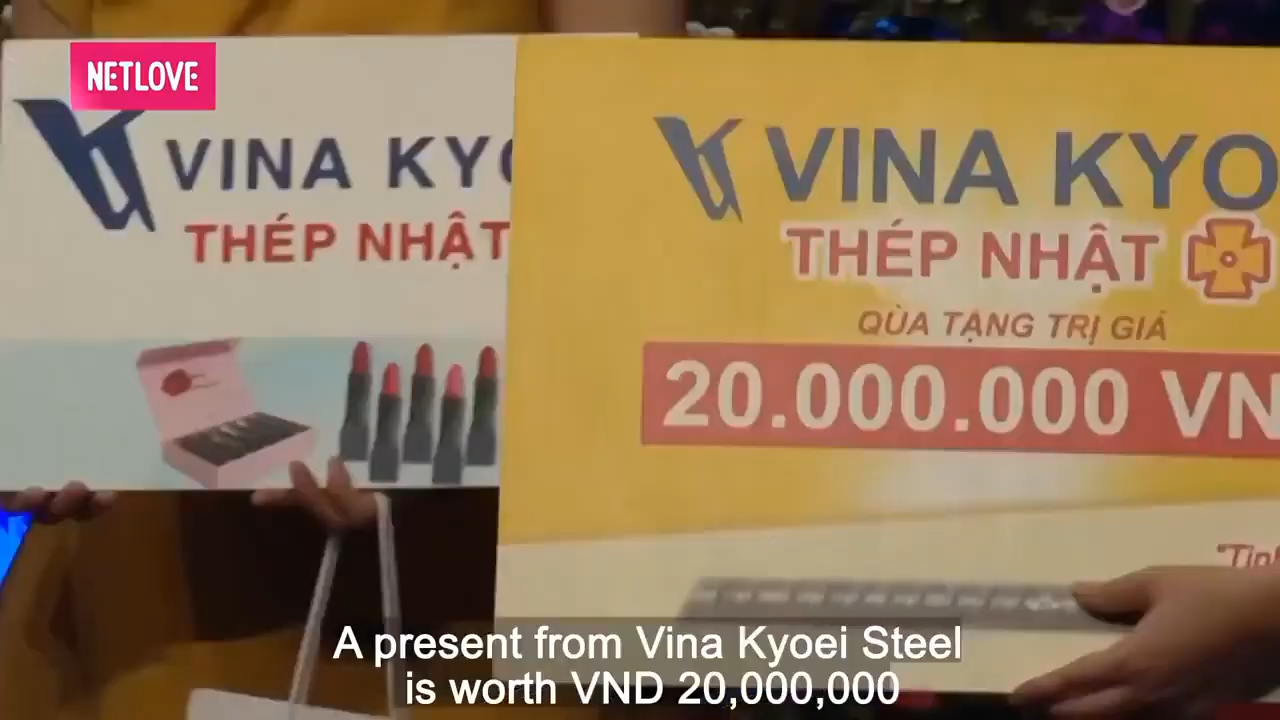 NETLOVE
VINA KYO
THÉP NHẬT
VINA KYO
THÉP NHẬT
QÙA TẶNG TRỊ GIÁ
20.000.000 VN
A present from Vina Kyoei Steel
is worth VND 20,000,000